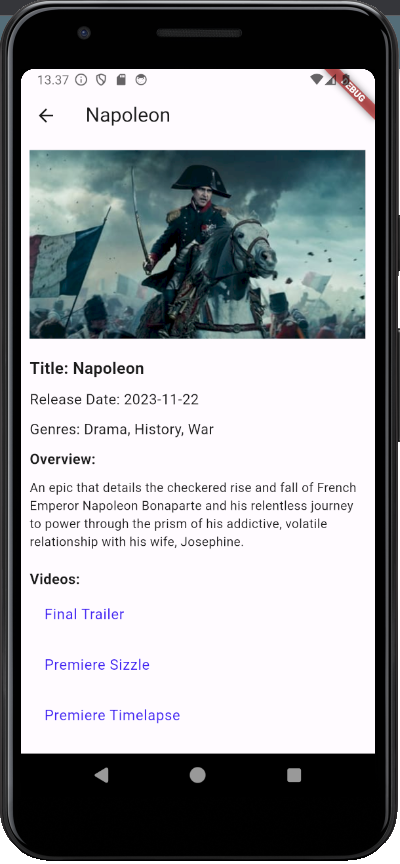 13.37
EBUG
Napoleon
Title: Napoleon
Release Date: 2023-11-22
Genres: Drama, History, War
Overview:
An epic that details the checkered rise and fall of French
Emperor Napoleon Bonaparte and his relentless journey
to power through the prism of his addictive, volatile
relationship with his wife, Josephine.
Videos:
Final Trailer
Premiere Sizzle
Premiere Timelapse